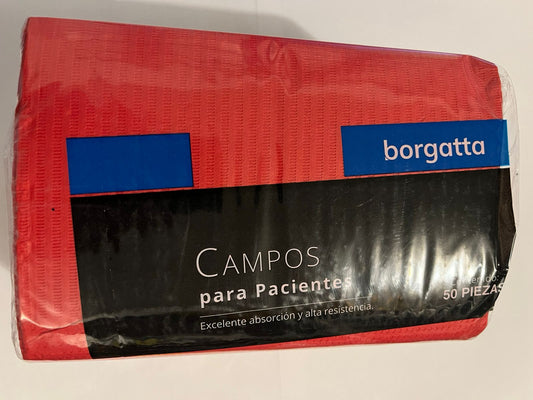 borgatta
CAMPOS
para Pacientes
Excelente absorción y alta resistencia.
50 PIEZAS